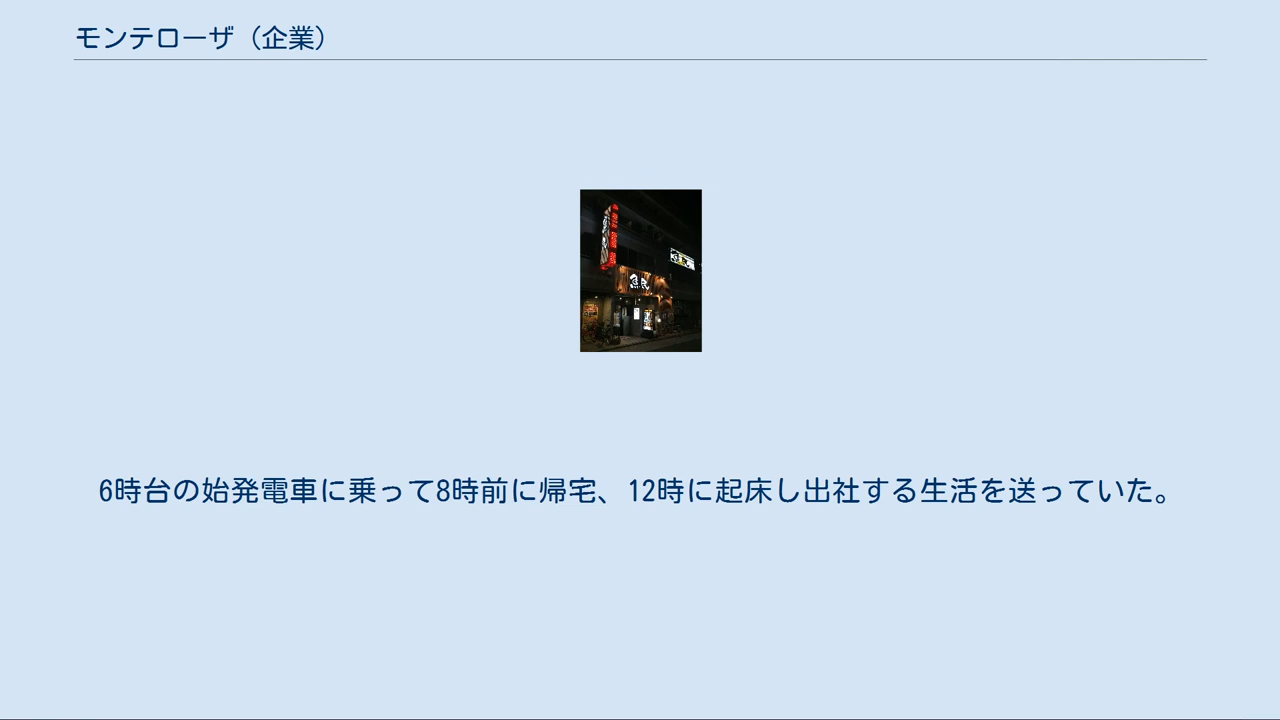 モンテローザ（企業）
魚民
6時台の始発電車に乗って8時前に帰宅、12時に起床し出社する生活を送っていた。